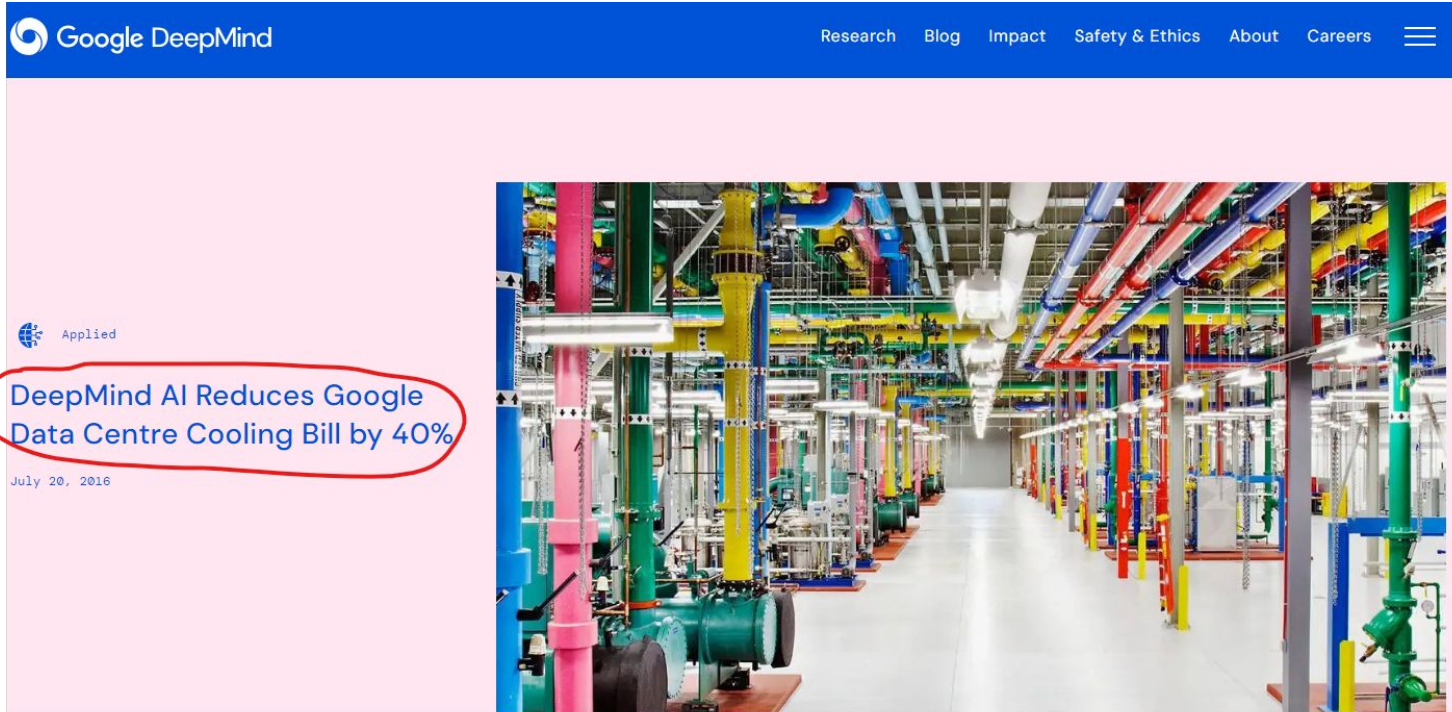 Google DeepMind
Research Blog Impact Safety & Ethics About Careers
Applied
DeepMind AI Reduces Google
Data Centre Cooling Bill by 40%
July 20, 2016